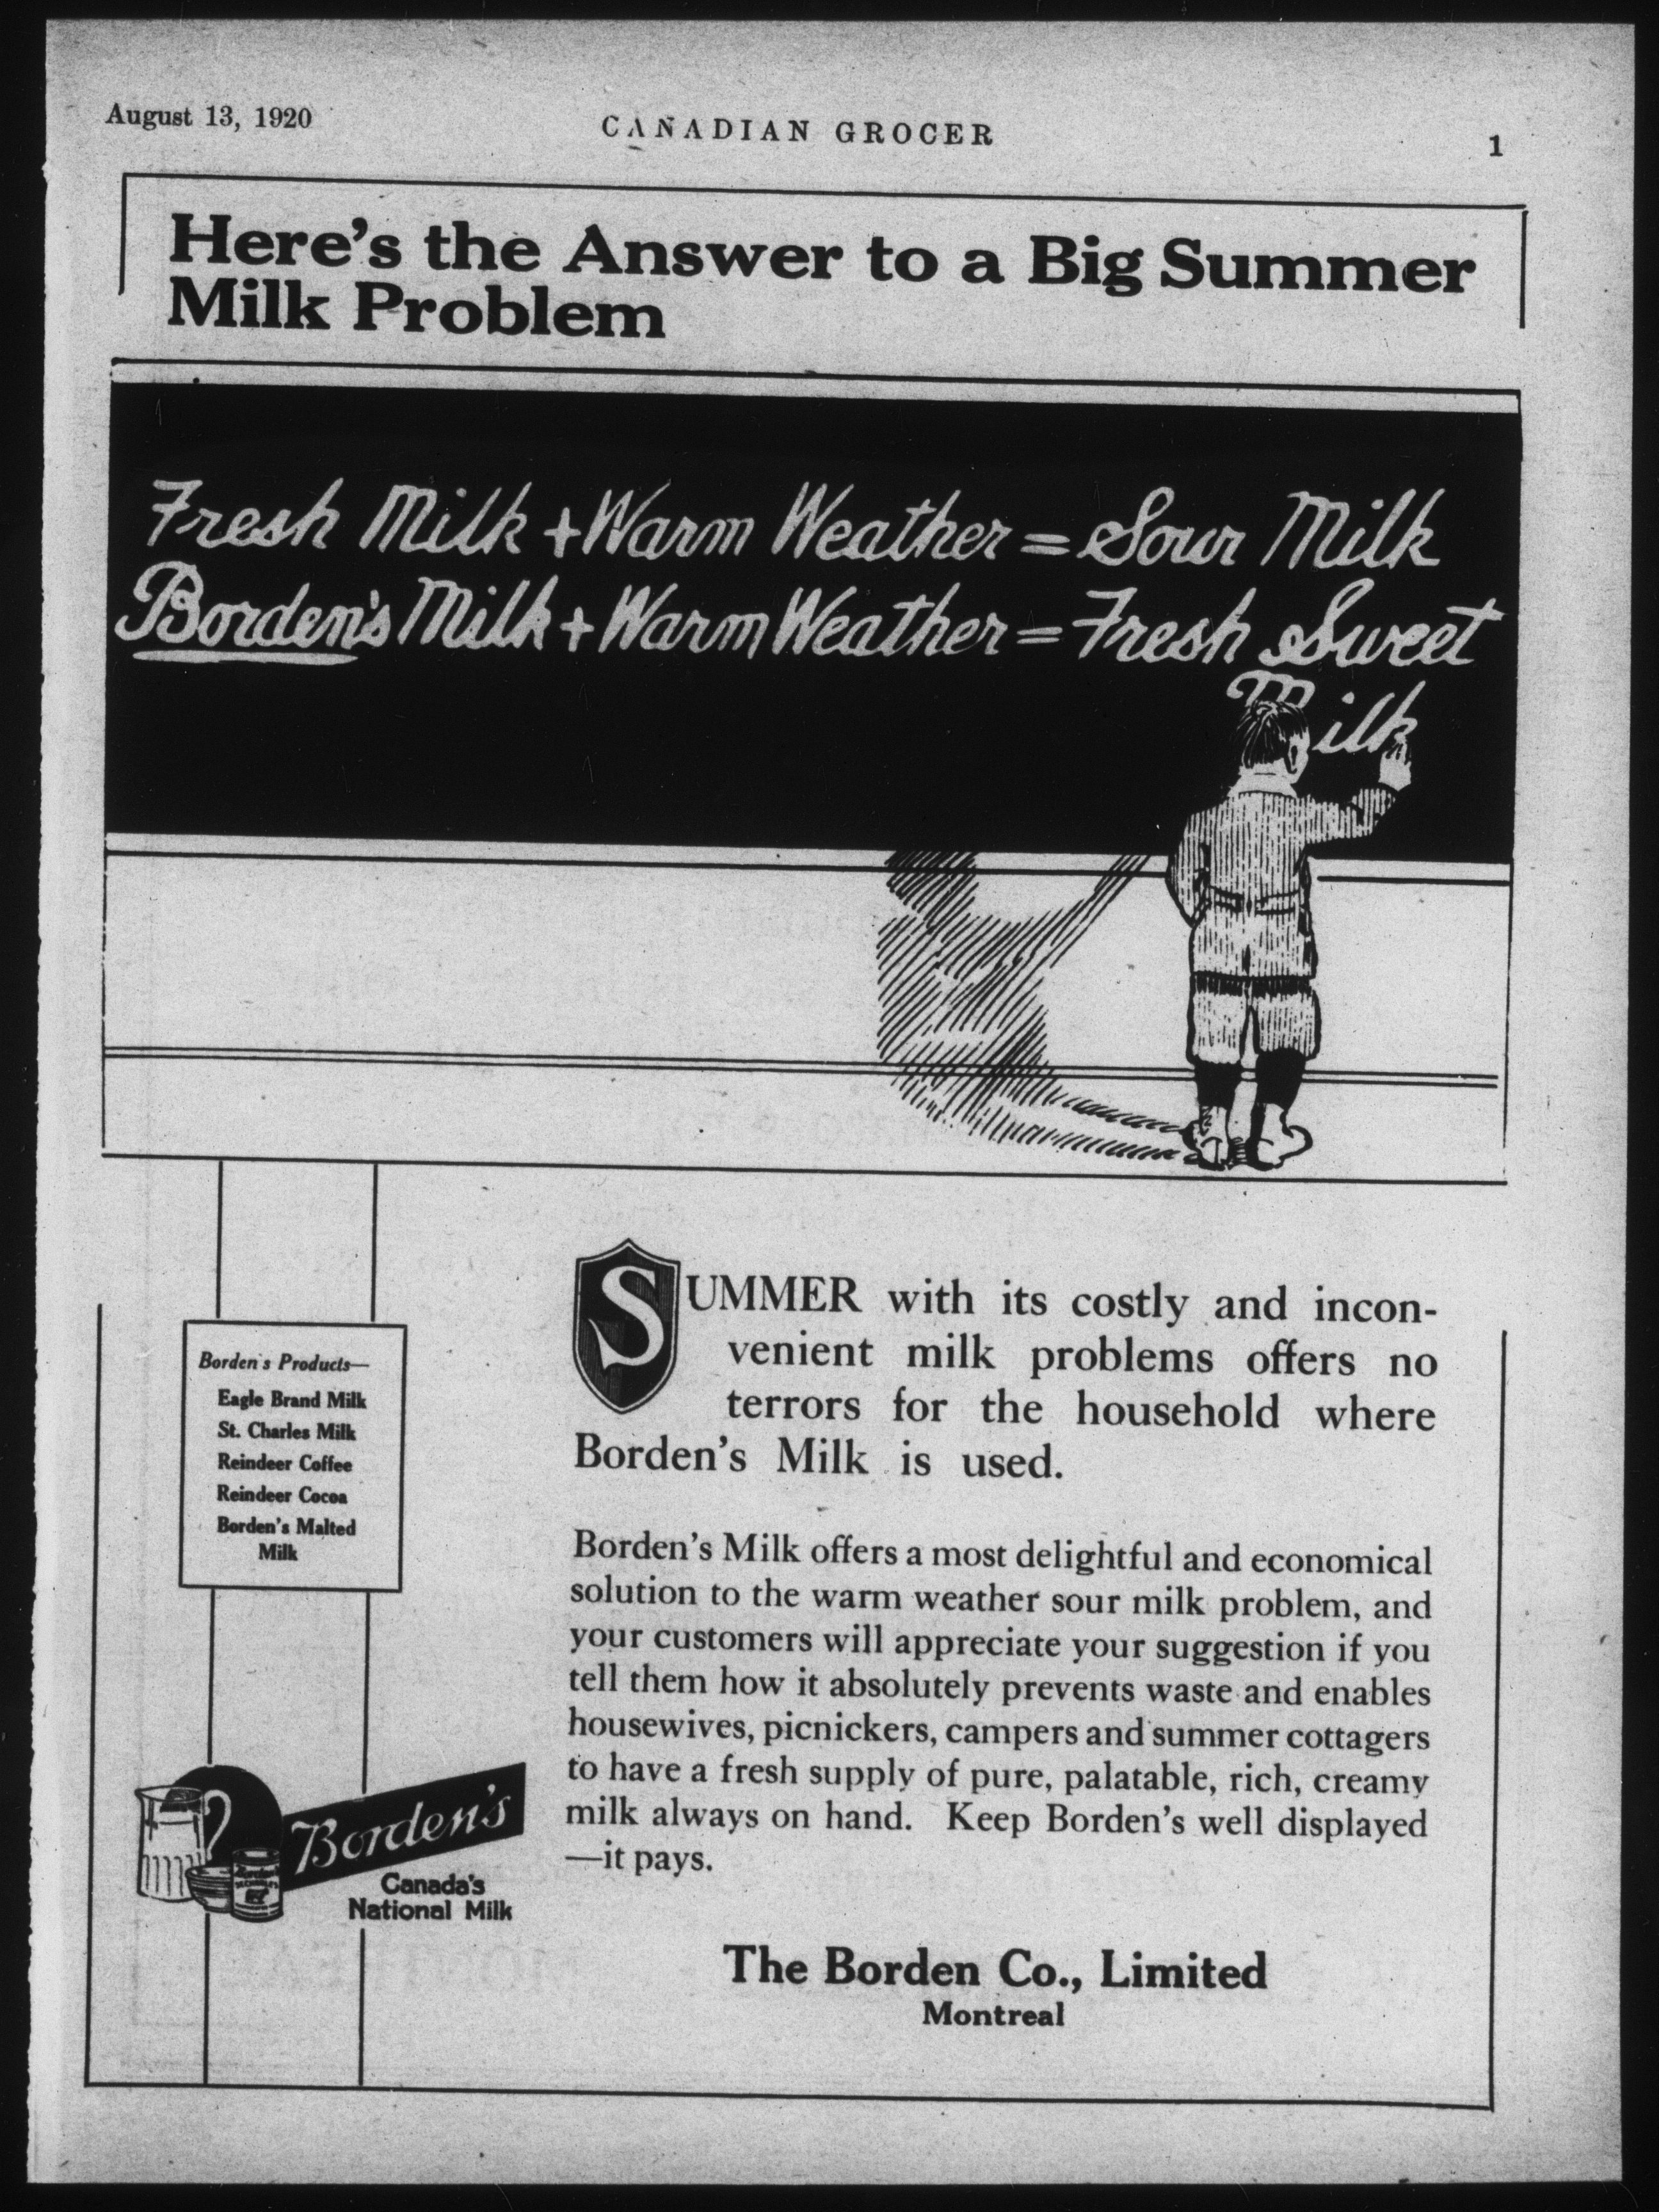 August 13, 1920
CANADIAN GROCER
1
Here's the Answer to a Big Summer
Milk Problem
Fresh Milk + Warm Weather = Sour Milk
Borden's Milk + Warm Weather = Fresh Sweet
Milk
SUMMER with its costly and incon-
venient milk problems offers no
terrors for the household where
Borden's Milk is used.
Borden's Products—
Eagle Brand Milk
St. Charles Milk
Reindeer Coffee
Reindeer Cocoa
Borden's Malted
Milk
Borden's Milk offers a most delightful and economical
solution to the warm weather sour milk problem, and
your customers will appreciate your suggestion if you
tell them how it absolutely prevents waste and enables
housewives, picnickers, campers and summer cottagers
to have a fresh supply of pure, palatable, rich, creamy
milk always on hand. Keep Borden's well displayed
—it pays.
Borden's
Canada's
National Milk
The Borden Co., Limited
Montreal